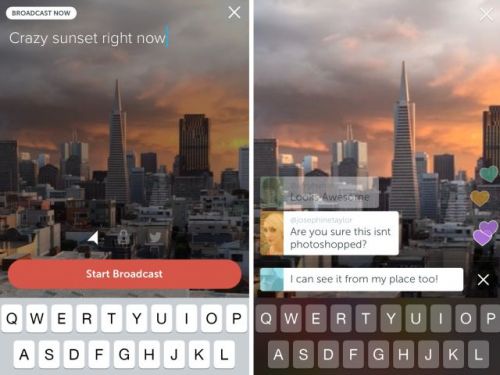 BROADCAST NOW
Crazy sunset right now
Start Broadcast
Q W E R T Y U I O P
A S D F G H J K L
Looks Awesome
@josephinetaylor
Are you sure this isnt
photoshopped?
I can see it from my place too!
Q W E R T Y U I O P
A S D F G H J K L